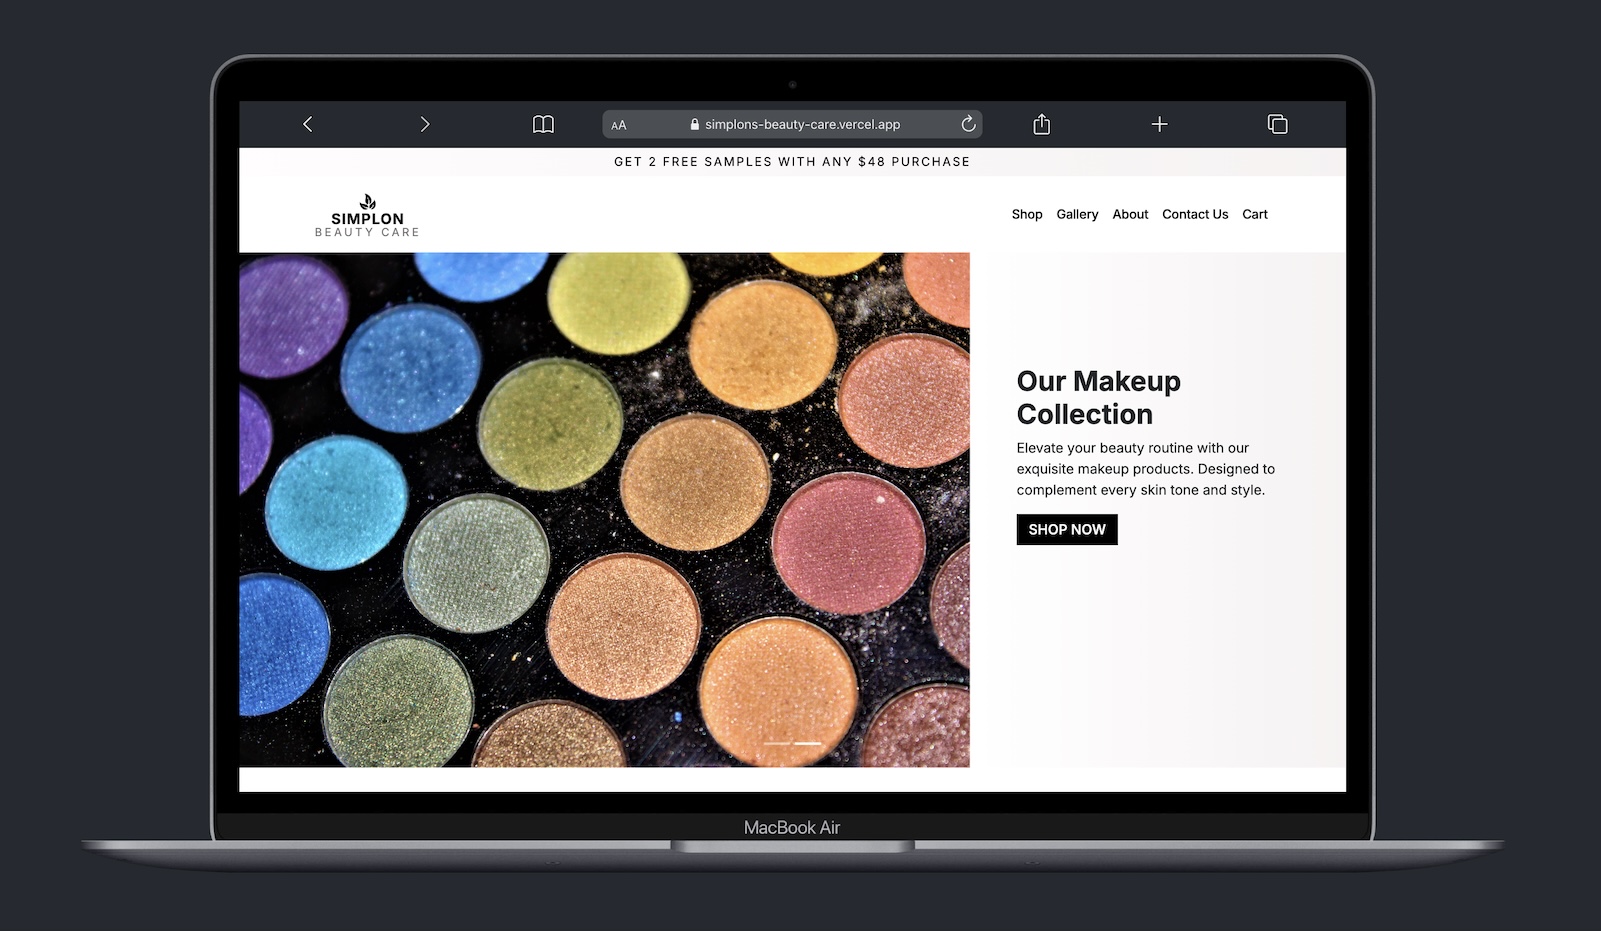 AA simplons-beauty-care.vercel.app
GET 2 FREE SAMPLES WITH ANY $48 PURCHASE
SIMPLON
BEAUTY CARE
Shop Gallery About Contact Us Cart
Our Makeup
Collection
Elevate your beauty routine with our
exquisite makeup products. Designed to
complement every skin tone and style.
SHOP NOW
MacBook Air